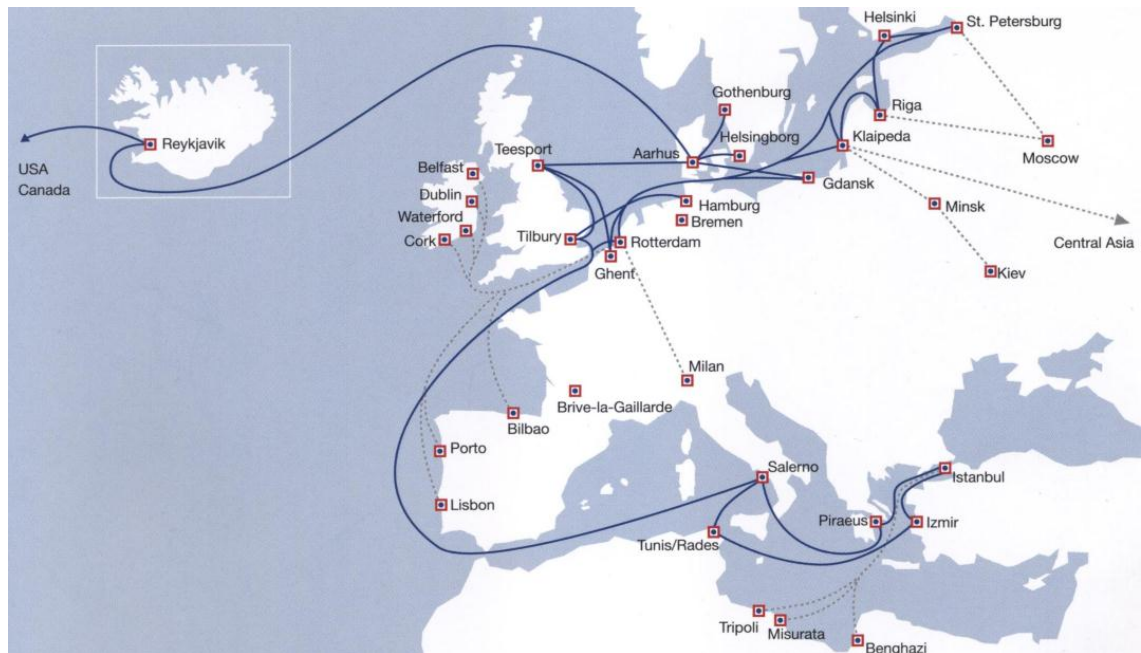 Helsinki
St. Petersburg
Gothenburg
Riga
Reykjavik
Helsingborg
Klaipeda
USA
Canada
Teesport
Aarhus
Moscow
Belfast
Gdansk
Dublin
Hamburg
Minsk
Waterford
Bremen
Cork
Tilbury
Rotterdam
Central Asia
Ghent
Kiev
Milan
Brive-la-Gaillarde
Bilbao
Porto
Salerno
Istanbul
Lisbon
Piraeus
Izmir
Tunis/Rades
Tripoli
Misurata
Benghazi